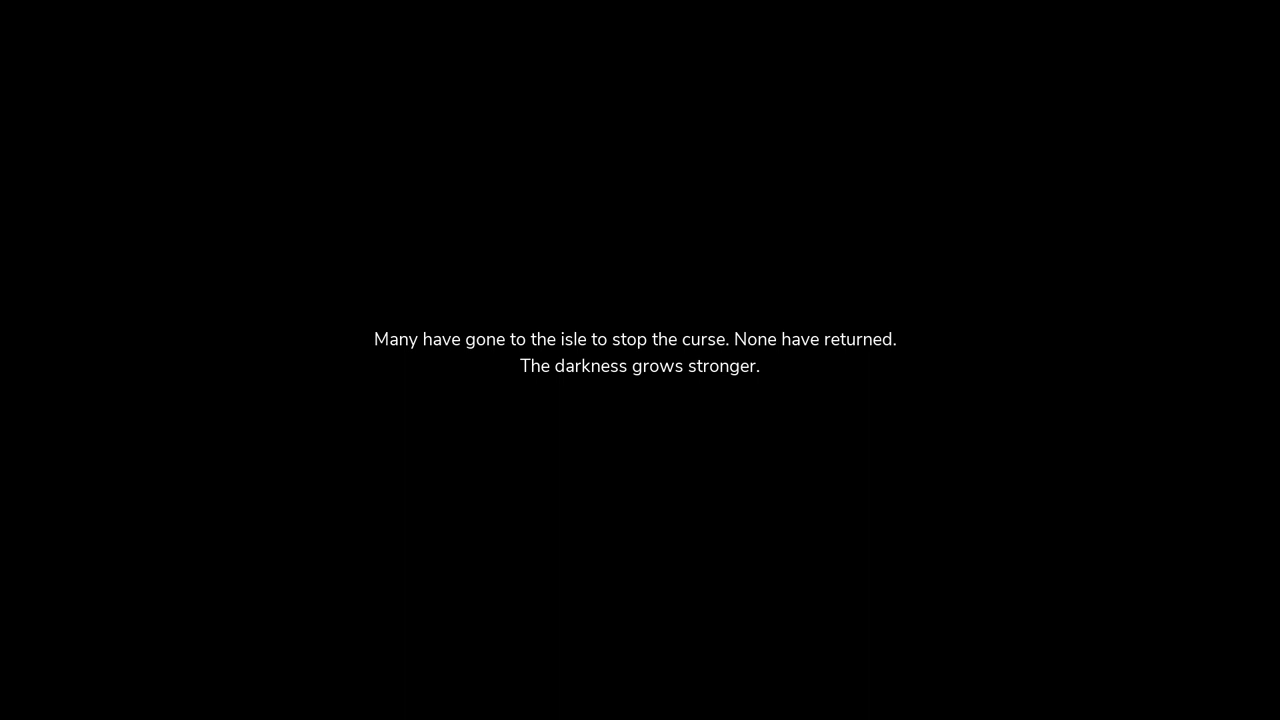 Many have gone to the isle to stop the curse. None have returned.
The darkness grows stronger.